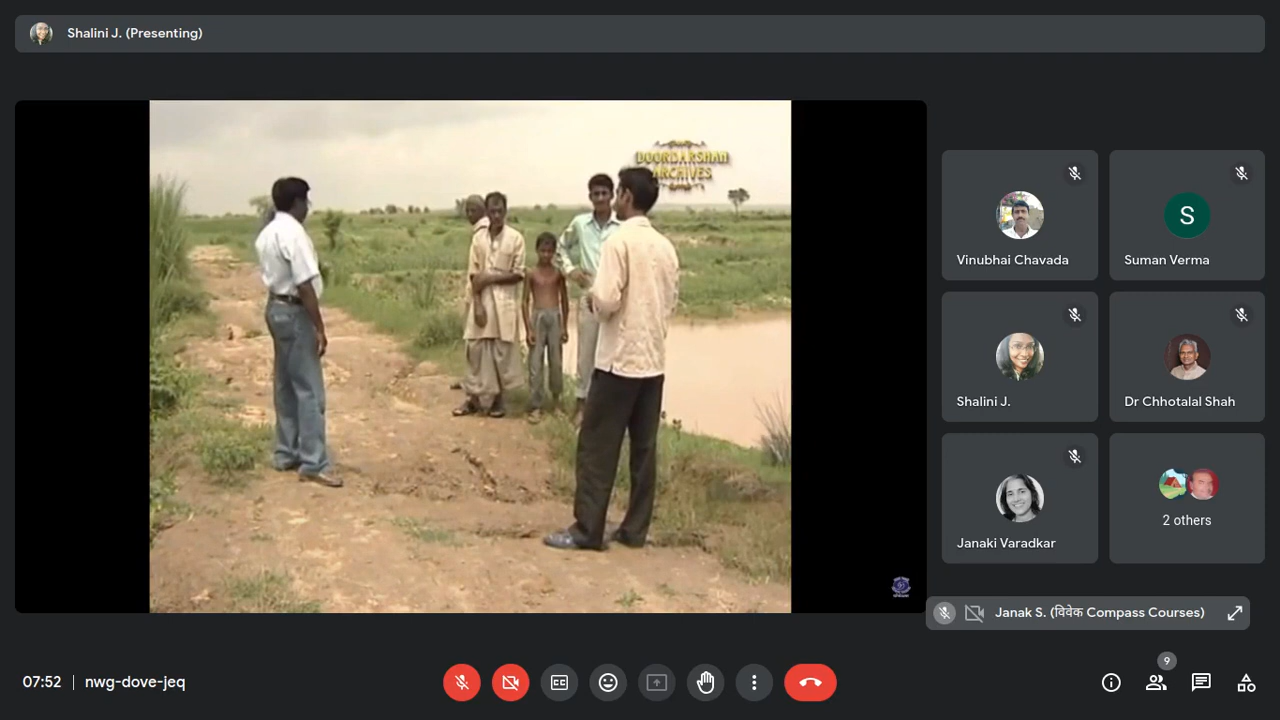 Shalini J. (Presenting)
DOORDARSHAN
ARCHIVES
Vinubhai Chavada
S
Suman Verma
Shalini J.
Dr Chhotalal Shah
Janaki Varadkar
2 others
Janak S. (विवेक Compass Courses)
07:52 | nwg-dove-jeq
CC
9